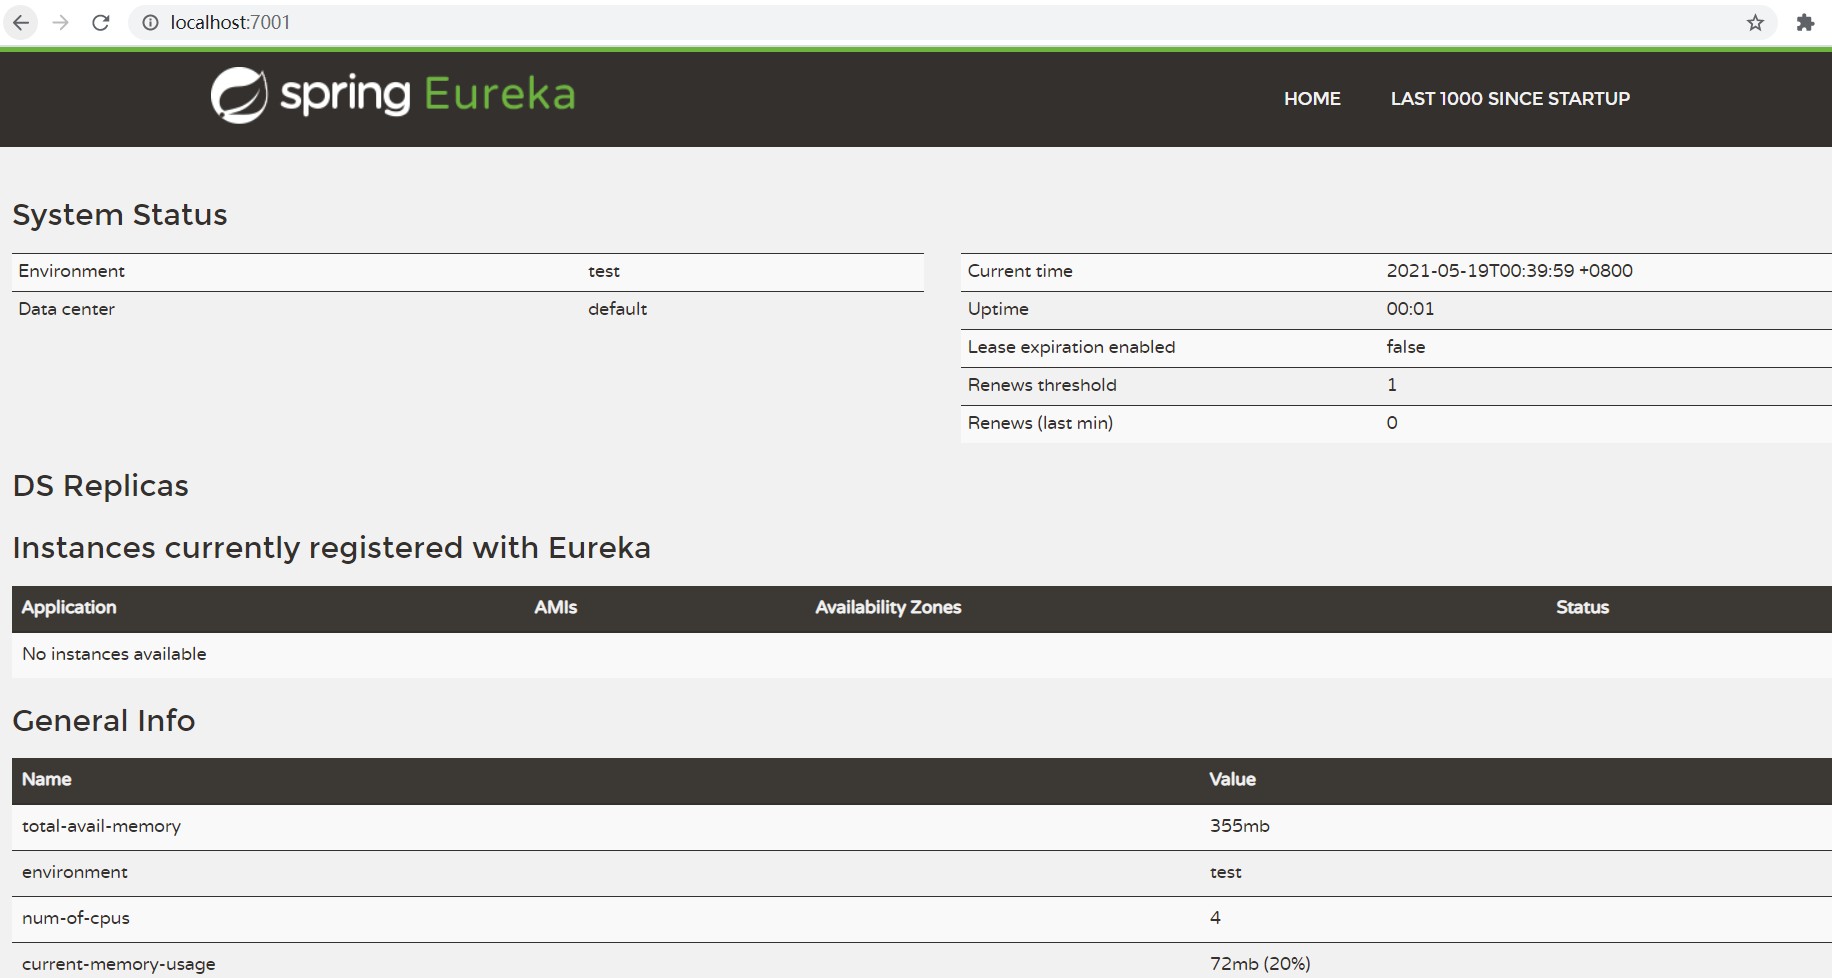 localhost:7001
spring Eureka
HOME LAST 1000 SINCE STARTUP
System Status
Environment test
Data center default
Current time 2021-05-19T00:39:59 +0800
Uptime 00:01
Lease expiration enabled false
Renews threshold 1
Renews (last min) 0
DS Replicas
Instances currently registered with Eureka
Application AMIs Availability Zones Status
No instances available
General Info
Name Value
total-avail-memory 355mb
environment test
num-of-cpus 4
current-memory-usage 72mb (20%)